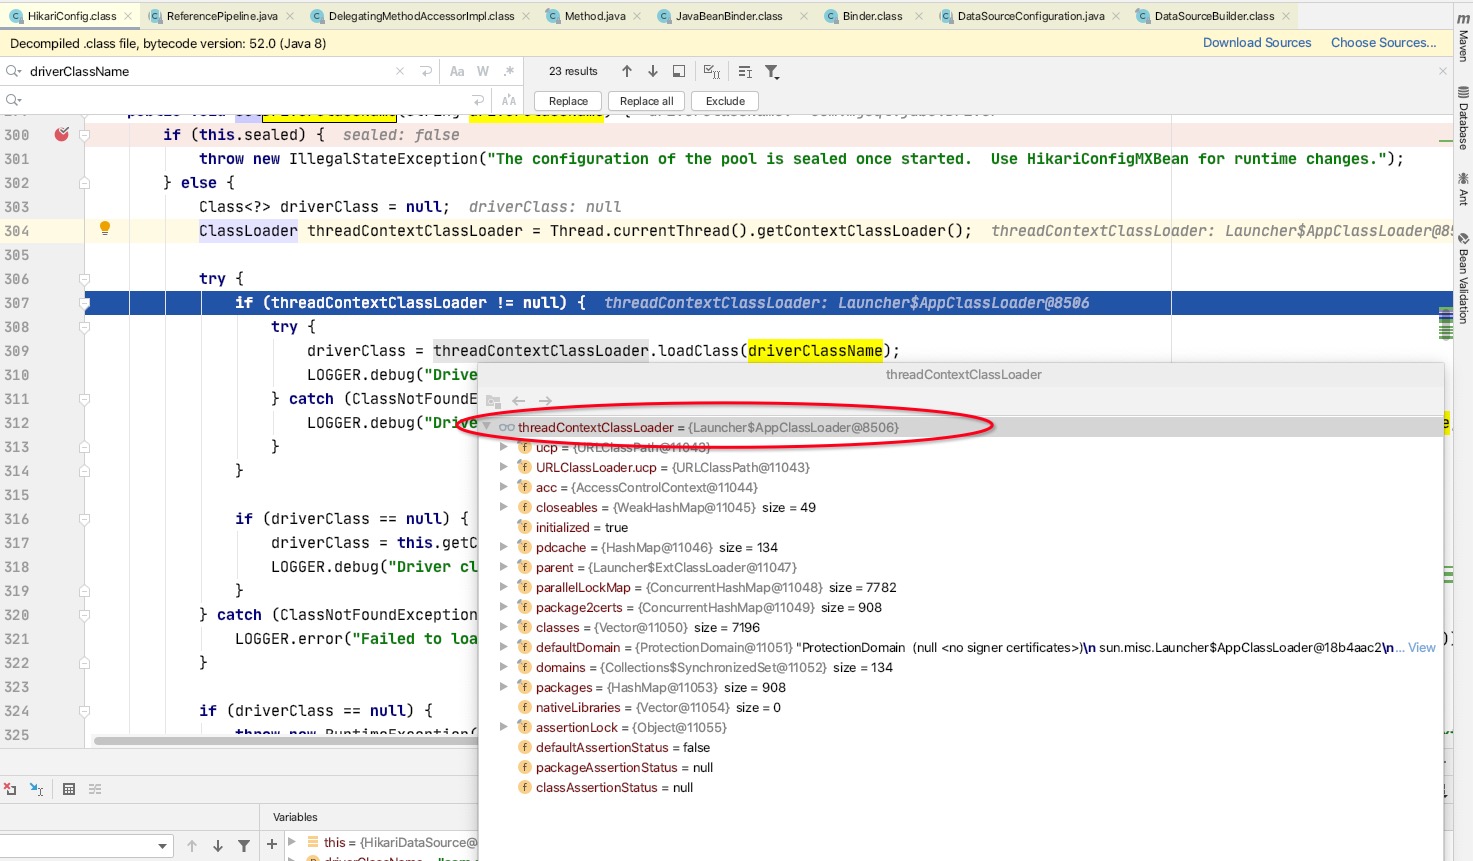 HikariConfig.class ReferencePipeline.java DelegatingMethodAccessorImpl.class Method.java JavaBeanBinder.class Binder.class DataSourceConfiguration.java DataSourceBuilder.class
Decompiled .class file, bytecode version: 52.0 (Java 8) Download Sources Choose Sources...
driverClassName Aa W .* 23 results
Replace Replace all Exclude
300 if (this.sealed) { sealed: false
301 throw new IllegalStateException("The configuration of the pool is sealed once started.  Use HikariConfigMXBean for runtime changes.");
302 } else {
303 Class<?> driverClass = null; driverClass: null
304 ClassLoader threadContextClassLoader = Thread.currentThread().getContextClassLoader(); threadContextClassLoader: Launcher$AppClassLoader@85
305
306 try {
307 if (threadContextClassLoader != null) { threadContextClassLoader: Launcher$AppClassLoader@8506
308 try {
309 driverClass = threadContextClassLoader.loadClass(driverClassName);
310 LOGGER.debug("Drive
311 } catch (ClassNotFoundE
312 LOGGER.debug("Drive
313 }
314 }
315
316 if (driverClass == null) {
317 driverClass = this.getC
318 LOGGER.debug("Driver cl
319 }
320 } catch (ClassNotFoundException
321 LOGGER.error("Failed to loa
322 }
323
324 if (driverClass == null) {
325 throw new RuntimeException(
threadContextClassLoader
threadContextClassLoader = {Launcher$AppClassLoader@8506}
ucp = {URLClassPath@11043}
URLClassLoader.ucp = {URLClassPath@11043}
acc = {AccessControlContext@11044}
closeables = {WeakHashMap@11045} size = 49
initialized = true
pdcache = {HashMap@11046} size = 134
parent = {Launcher$ExtClassLoader@11047}
parallelLockMap = {ConcurrentHashMap@11048} size = 7782
package2certs = {ConcurrentHashMap@11049} size = 908
classes = {Vector@11050} size = 7196
defaultDomain = {ProtectionDomain@11051} "ProtectionDomain (null <no signer certificates>)\n sun.misc.Launcher$AppClassLoader@18b4aac2\n... View
domains = {Collections$SynchronizedSet@11052} size = 134
packages = {HashMap@11053} size = 908
nativeLibraries = {Vector@11054} size = 0
assertionLock = {Object@11055}
defaultAssertionStatus = false
packageAssertionStatus = null
classAssertionStatus = null
Variables
this = {HikariDataSource@
Maven
Database
Ant
Bean Validation